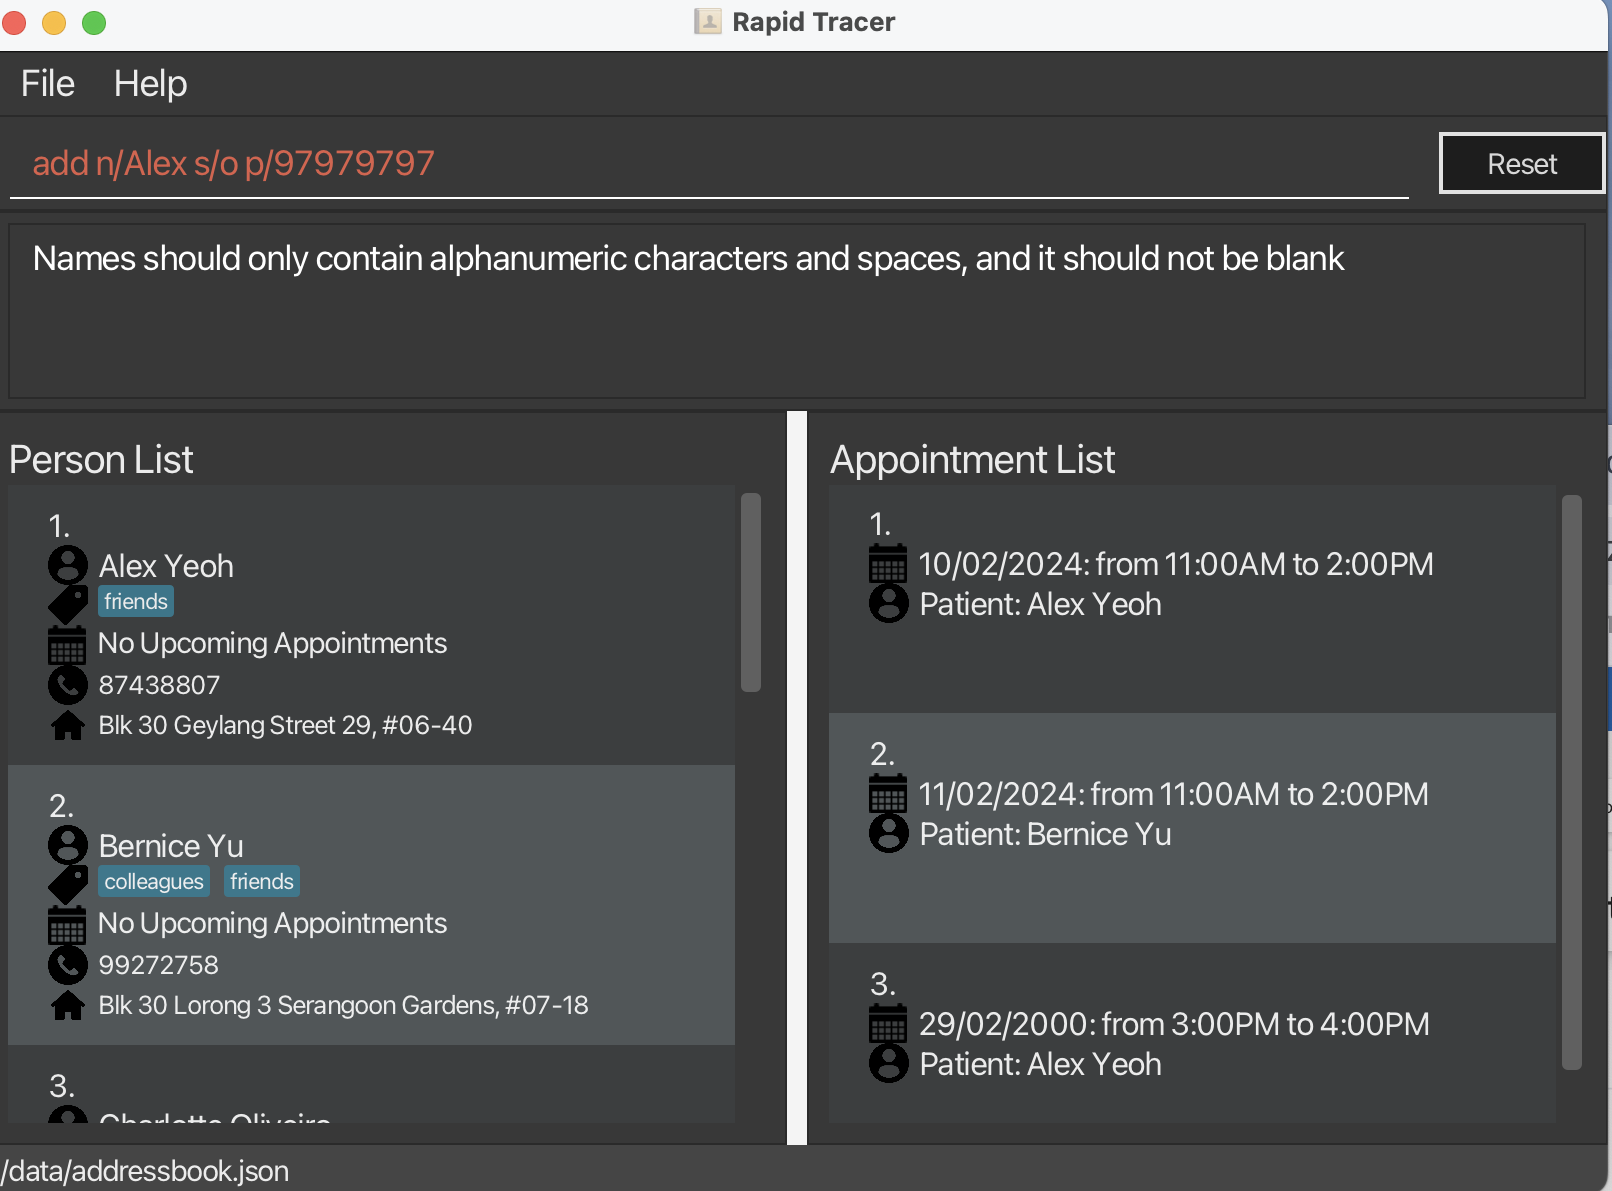 Rapid Tracer
File Help
add n/Alex s/o p/97979797
Reset
Names should only contain alphanumeric characters and spaces, and it should not be blank
Person List
1.
Alex Yeoh
friends
No Upcoming Appointments
87438807
Blk 30 Geylang Street 29, #06-40
2.
Bernice Yu
colleagues friends
No Upcoming Appointments
99272758
Blk 30 Lorong 3 Serangoon Gardens, #07-18
3.
Charlotte Oliveiro
Appointment List
1.
10/02/2024: from 11:00AM to 2:00PM
Patient: Alex Yeoh
2.
11/02/2024: from 11:00AM to 2:00PM
Patient: Bernice Yu
3.
29/02/2000: from 3:00PM to 4:00PM
Patient: Alex Yeoh
/data/addressbook.json